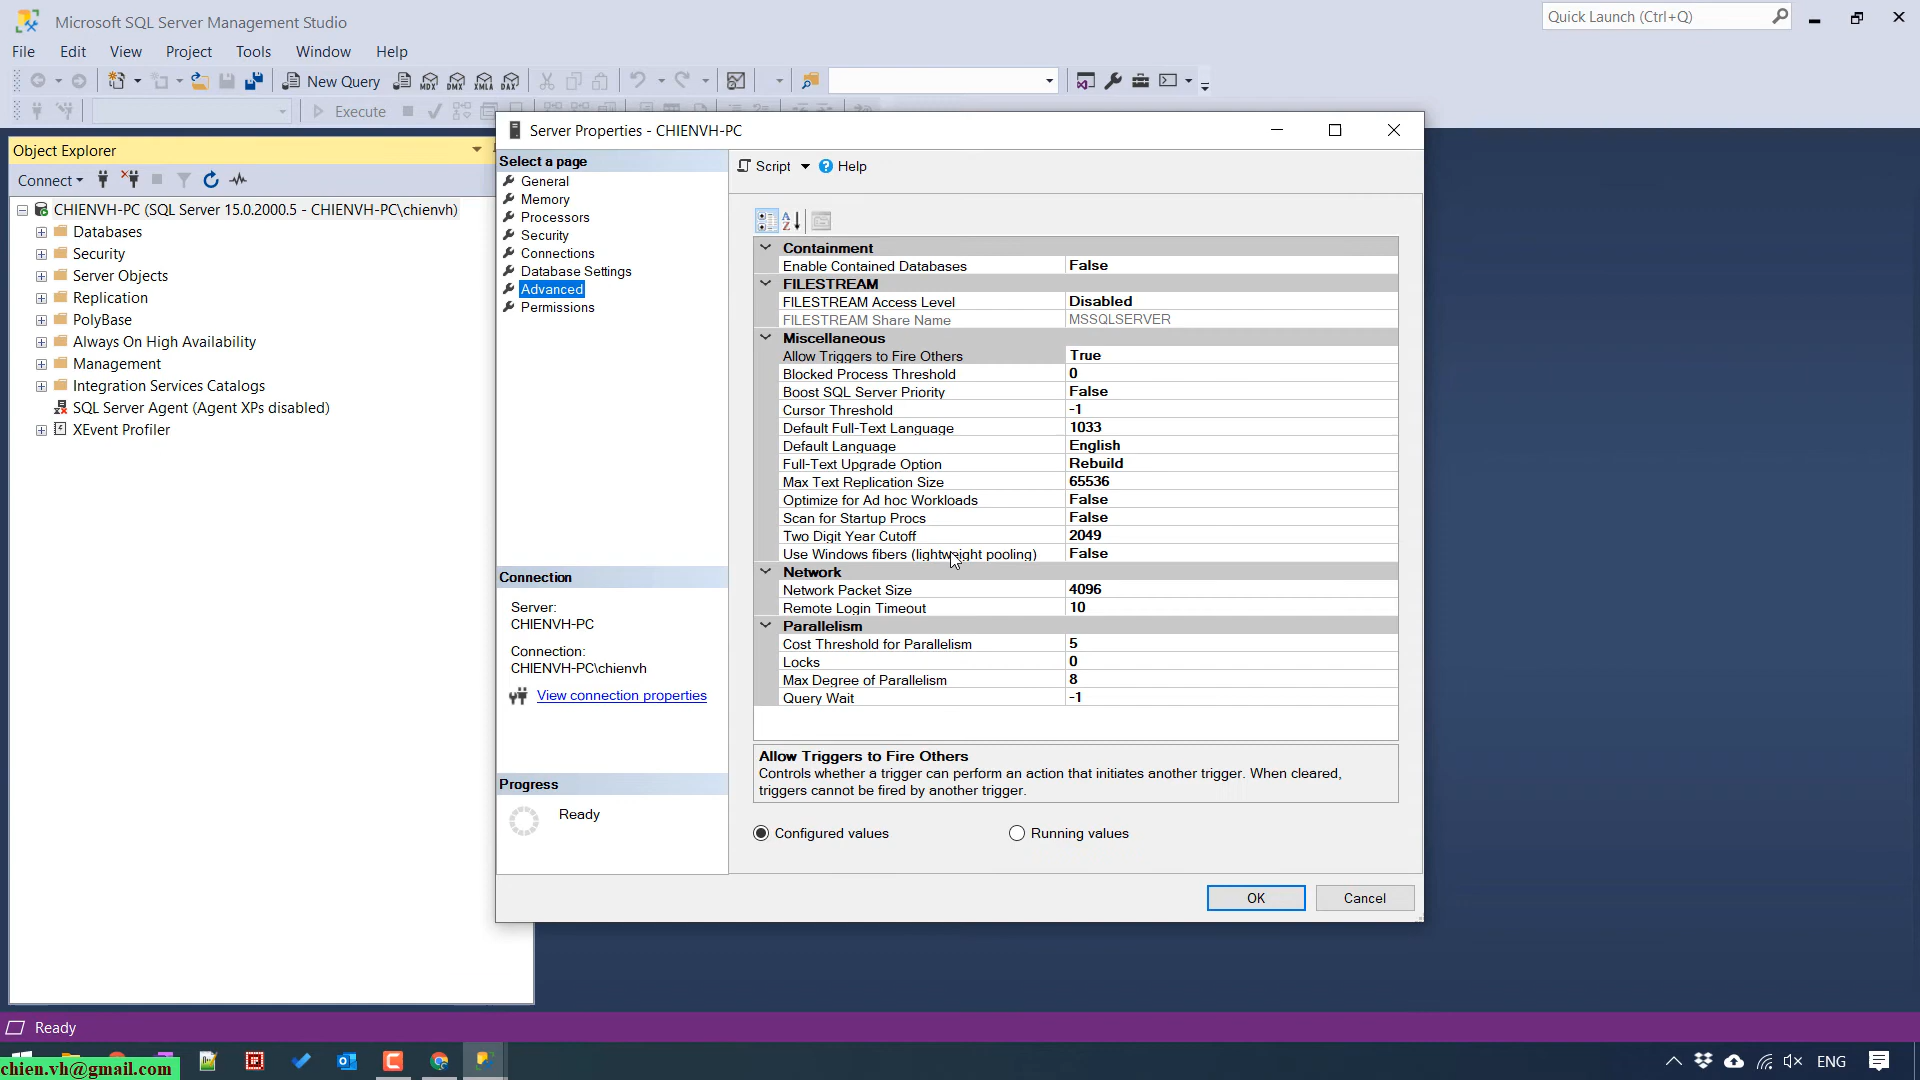 Microsoft SQL Server Management Studio
Quick Launch (Ctrl+Q)
File Edit View Project Tools Window Help
New Query
MDX DMX XMLA DAX
Execute
Object Explorer
Connect
CHIENVH-PC (SQL Server 15.0.2000.5 - CHIENVH-PC\chienvh)
Databases
Security
Server Objects
Replication
PolyBase
Always On High Availability
Management
Integration Services Catalogs
SQL Server Agent (Agent XPs disabled)
XEvent Profiler
Server Properties - CHIENVH-PC
Select a page
General
Memory
Processors
Security
Connections
Database Settings
Advanced
Permissions
Connection
Server:
CHIENVH-PC
Connection:
CHIENVH-PC\chienvh
View connection properties
Progress
Ready
Script Help
Containment
Enable Contained Databases False
FILESTREAM
FILESTREAM Access Level Disabled
FILESTREAM Share Name MSSQLSERVER
Miscellaneous
Allow Triggers to Fire Others True
Blocked Process Threshold 0
Boost SQL Server Priority False
Cursor Threshold -1
Default Full-Text Language 1033
Default Language English
Full-Text Upgrade Option Rebuild
Max Text Replication Size 65536
Optimize for Ad hoc Workloads False
Scan for Startup Procs False
Two Digit Year Cutoff 2049
Use Windows fibers (lightweight pooling) False
Network
Network Packet Size 4096
Remote Login Timeout 10
Parallelism
Cost Threshold for Parallelism 5
Locks 0
Max Degree of Parallelism 8
Query Wait -1
Allow Triggers to Fire Others
Controls whether a trigger can perform an action that initiates another trigger. When cleared,
triggers cannot be fired by another trigger.
Configured values Running values
OK Cancel
Ready
chien.vh@gmail.com
ENG